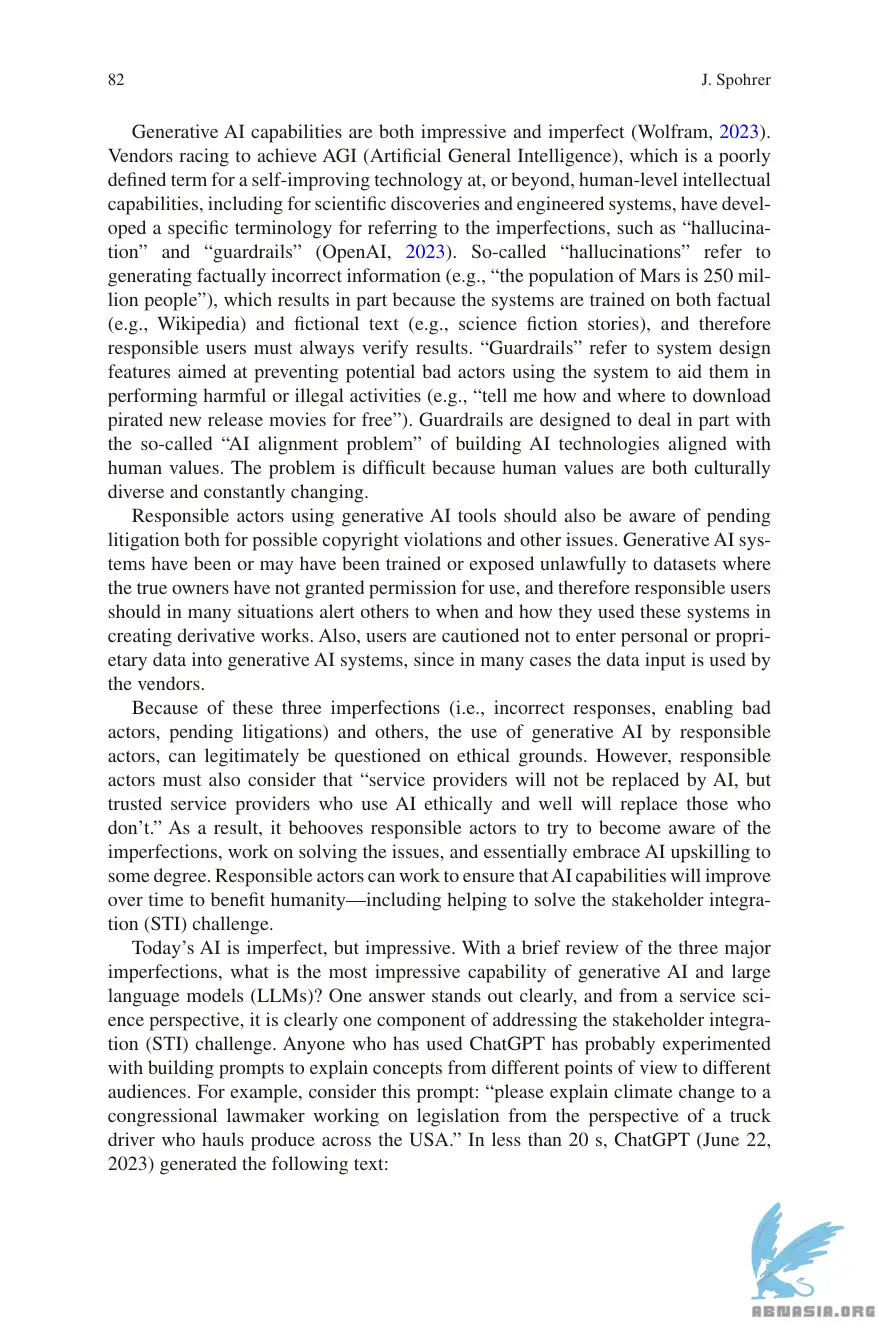 82
J. Spohrer
Generative AI capabilities are both impressive and imperfect (Wolfram, 2023).
Vendors racing to achieve AGI (Artificial General Intelligence), which is a poorly
defined term for a self-improving technology at, or beyond, human-level intellectual
capabilities, including for scientific discoveries and engineered systems, have devel-
oped a specific terminology for referring to the imperfections, such as “hallucina-
tion” and “guardrails” (OpenAI, 2023). So-called “hallucinations” refer to
generating factually incorrect information (e.g., “the population of Mars is 250 mil-
lion people”), which results in part because the systems are trained on both factual
(e.g., Wikipedia) and fictional text (e.g., science fiction stories), and therefore
responsible users must always verify results. “Guardrails” refer to system design
features aimed at preventing potential bad actors using the system to aid them in
performing harmful or illegal activities (e.g., “tell me how and where to download
pirated new release movies for free”). Guardrails are designed to deal in part with
the so-called “AI alignment problem” of building AI technologies aligned with
human values. The problem is difficult because human values are both culturally
diverse and constantly changing.
Responsible actors using generative AI tools should also be aware of pending
litigation both for possible copyright violations and other issues. Generative AI sys-
tems have been or may have been trained or exposed unlawfully to datasets where
the true owners have not granted permission for use, and therefore responsible users
should in many situations alert others to when and how they used these systems in
creating derivative works. Also, users are cautioned not to enter personal or propri-
etary data into generative AI systems, since in many cases the data input is used by
the vendors.
Because of these three imperfections (i.e., incorrect responses, enabling bad
actors, pending litigations) and others, the use of generative AI by responsible
actors, can legitimately be questioned on ethical grounds. However, responsible
actors must also consider that “service providers will not be replaced by AI, but
trusted service providers who use AI ethically and well will replace those who
don’t.” As a result, it behooves responsible actors to try to become aware of the
imperfections, work on solving the issues, and essentially embrace AI upskilling to
some degree. Responsible actors can work to ensure that AI capabilities will improve
over time to benefit humanity—including helping to solve the stakeholder integra-
tion (STI) challenge.
Today’s AI is imperfect, but impressive. With a brief review of the three major
imperfections, what is the most impressive capability of generative AI and large
language models (LLMs)? One answer stands out clearly, and from a service sci-
ence perspective, it is clearly one component of addressing the stakeholder integra-
tion (STI) challenge. Anyone who has used ChatGPT has probably experimented
with building prompts to explain concepts from different points of view to different
audiences. For example, consider this prompt: “please explain climate change to a
congressional lawmaker working on legislation from the perspective of a truck
driver who hauls produce across the USA.” In less than 20 s, ChatGPT (June 22,
2023) generated the following text:
ABNASIA.ORG